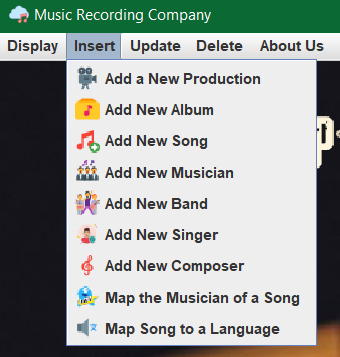 Music Recording Company
Display Insert Update Delete About Us
Add a New Production
Add New Album
Add New Song
Add New Musician
Add New Band
Add New Singer
Add New Composer
Map the Musician of a Song
Map Song to a Language